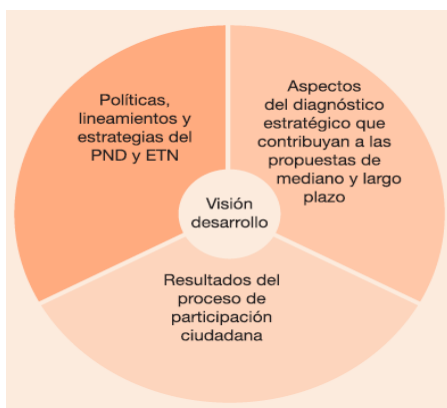 Políticas,
lineamientos y
estrategias del
PND y ETN
Aspectos
del diagnóstico
estratégico que
contribuyan a las
propuestas de
mediano y largo
plazo
Visión
desarrollo
Resultados del
proceso de
participación
ciudadana